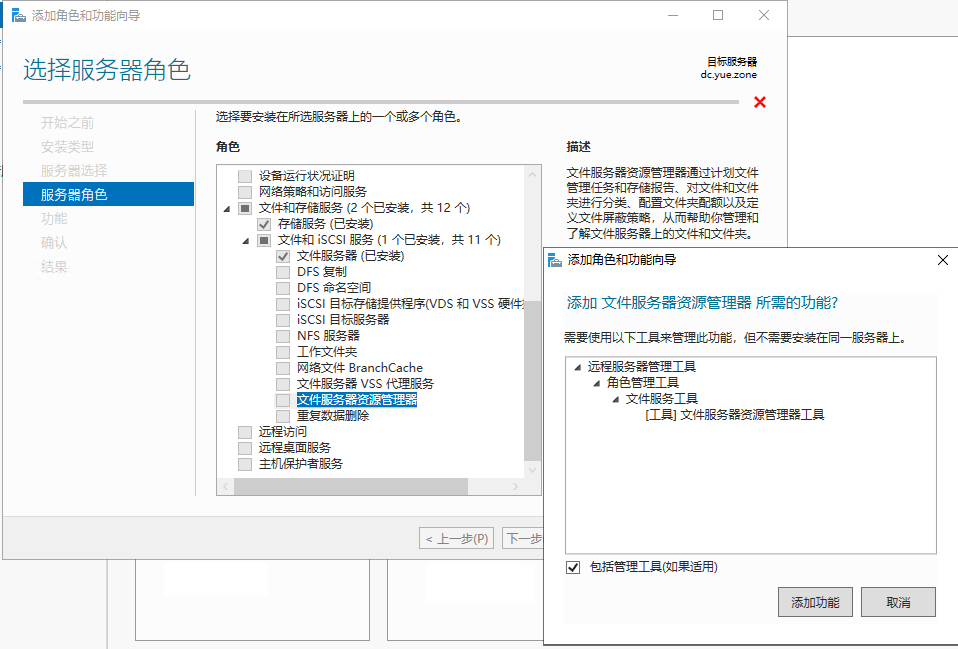 添加角色和功能向导
选择服务器角色
目标服务器
dc.yue.zone
开始之前
安装类型
服务器选择
服务器角色
功能
确认
结果
选择要安装在所选服务器上的一个或多个角色。
角色
设备运行状况证明
网络策略和访问服务
文件和存储服务 (2 个已安装，共 12 个)
存储服务 (已安装)
文件和 iSCSI 服务 (1 个已安装，共 11 个)
文件服务器 (已安装)
DFS 复制
DFS 命名空间
iSCSI 目标存储提供程序(VDS 和 VSS 硬件
iSCSI 目标服务器
NFS 服务器
工作文件夹
网络文件 BranchCache
文件服务器 VSS 代理服务
文件服务器资源管理器
重复数据删除
远程访问
远程桌面服务
主机保护者服务
描述
文件服务器资源管理器通过计划文件
管理任务和存储报告、对文件和文件
夹进行分类、配置文件夹配额以及定
义文件屏蔽策略，从而帮助你管理和
了解文件服务器上的文件和文件夹。
< 上一步(P)
下一步
添加角色和功能向导
添加 文件服务器资源管理器 所需的功能?
需要使用以下工具来管理此功能，但不需要安装在同一服务器上。
远程服务器管理工具
角色管理工具
文件服务工具
[工具] 文件服务器资源管理器工具
包括管理工具(如果适用)
添加功能
取消